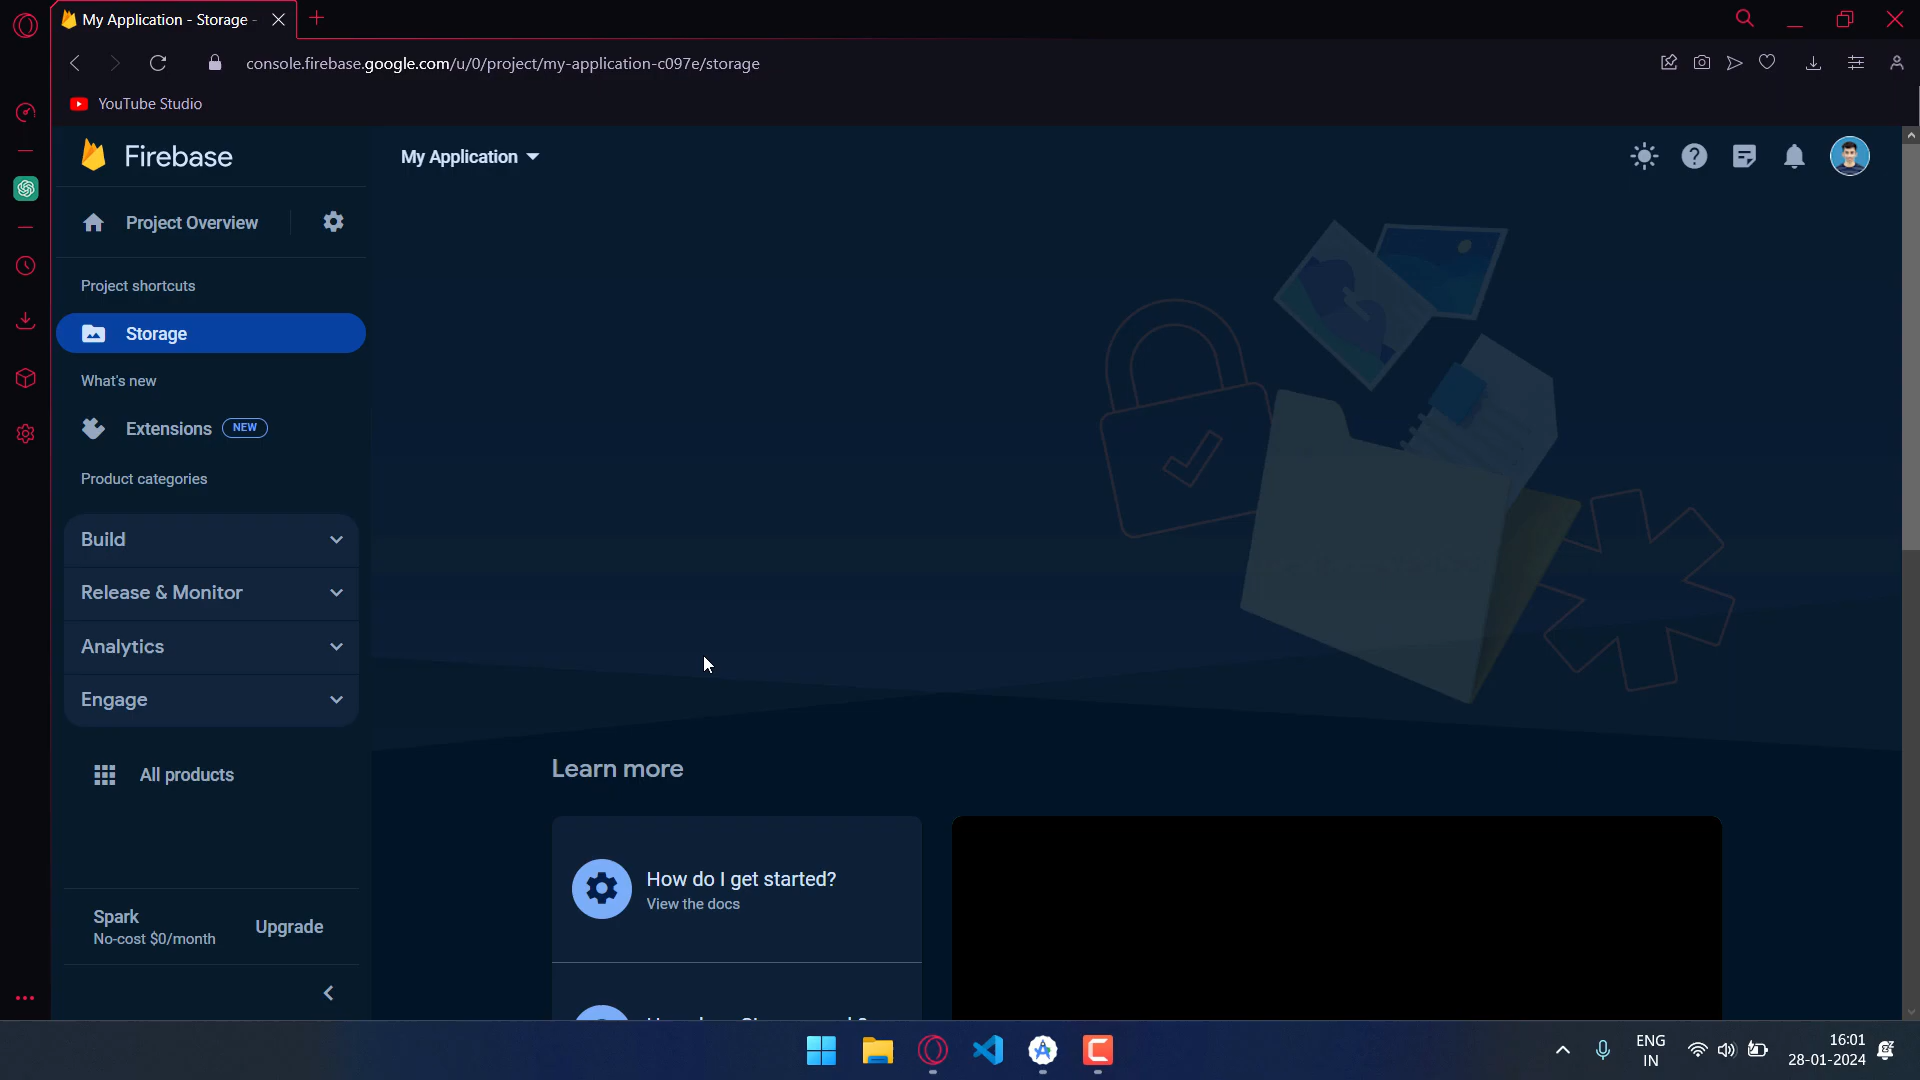 My Application - Storage -
console.firebase.google.com/u/0/project/my-application-c097e/storage
YouTube Studio
Firebase
My Application
Project Overview
Project shortcuts
Storage
What's new
Extensions NEW
Product categories
Build
Release & Monitor
Analytics
Engage
All products
Learn more
How do I get started?
View the docs
Spark
No-cost $0/month
Upgrade
ENG
IN
16:01
28-01-2024